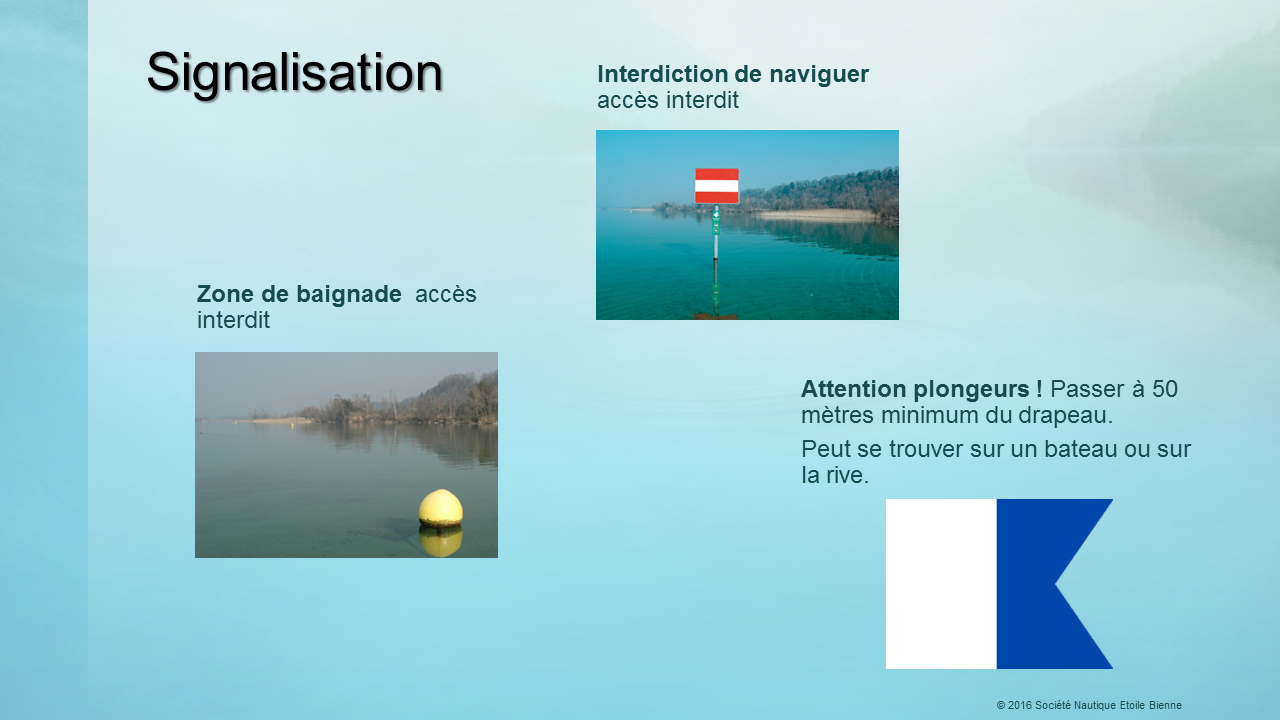 Signalisation
Interdiction de naviguer
accès interdit
Zone de baignade  accès
interdit
Attention plongeurs ! Passer à 50
mètres minimum du drapeau.
Peut se trouver sur un bateau ou sur
la rive.
© 2016 Société Nautique Etoile Bienne